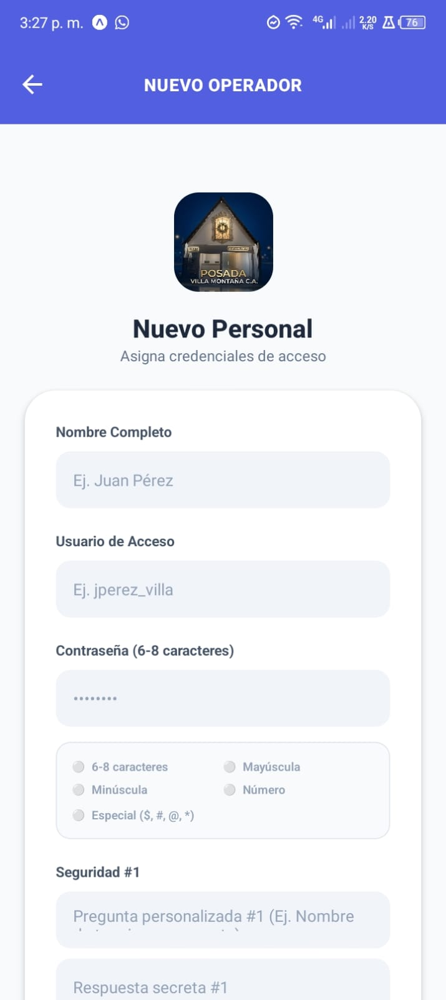 3:27 p. m.
4G
2.20
K/S
76
NUEVO OPERADOR
POSADA
VILLA MONTAÑA C.A.
Nuevo Personal
Asigna credenciales de acceso
Nombre Completo
Ej. Juan Pérez
Usuario de Acceso
Ej. jperez_villa
Contraseña (6-8 caracteres)
••••••••
6-8 caracteres
Mayúscula
Minúscula
Número
Especial ($, #, @, *)
Seguridad #1
Pregunta personalizada #1 (Ej. Nombre
Respuesta secreta #1